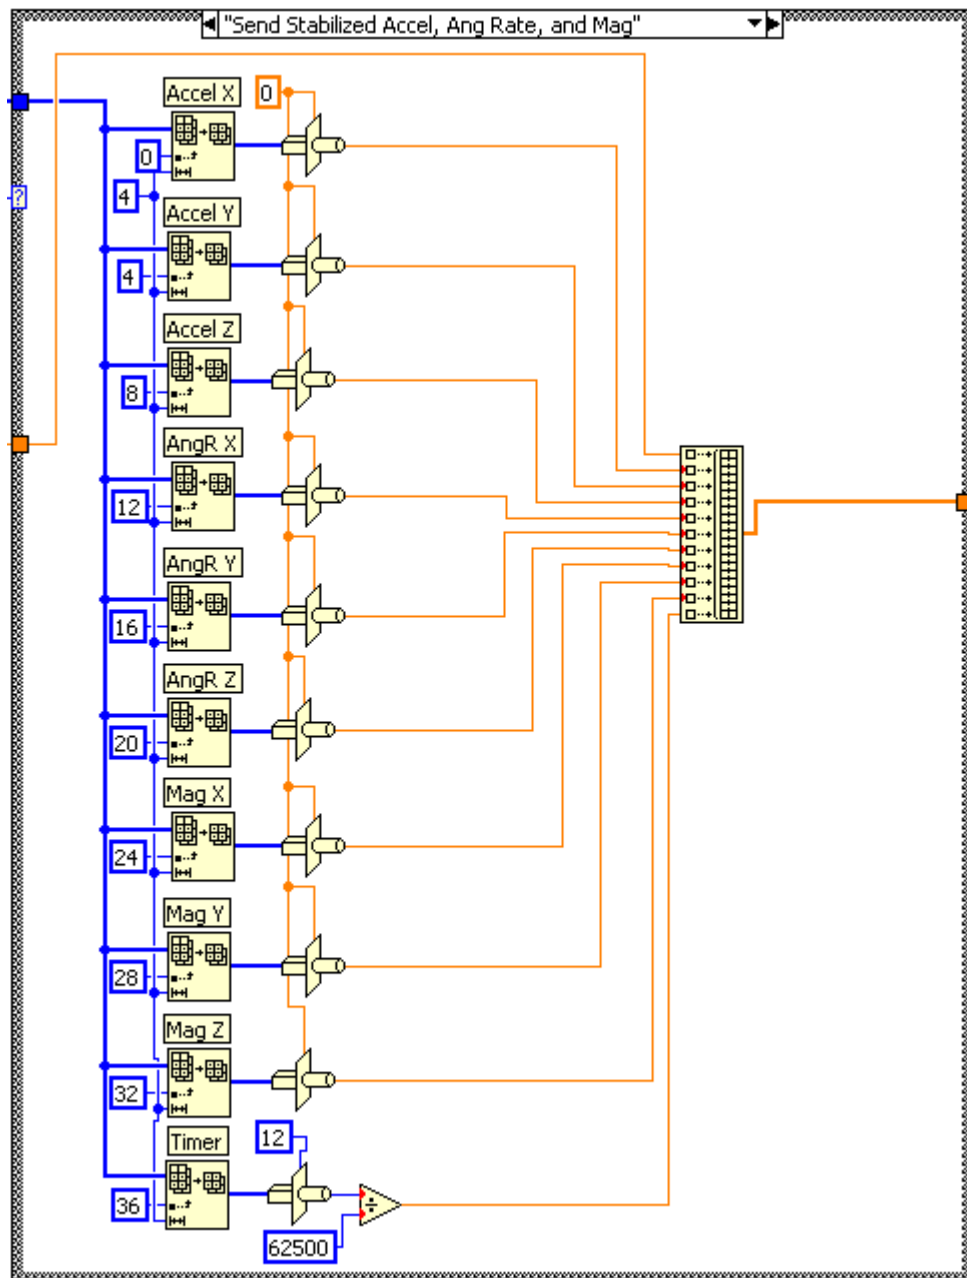 "Send Stabilized Accel, Ang Rate, and Mag"
Accel X
0
0
?
4
Accel Y
4
Accel Z
8
AngR X
12
AngR Y
16
AngR Z
20
Mag X
24
Mag Y
28
Mag Z
32
12
Timer
36
÷
62500